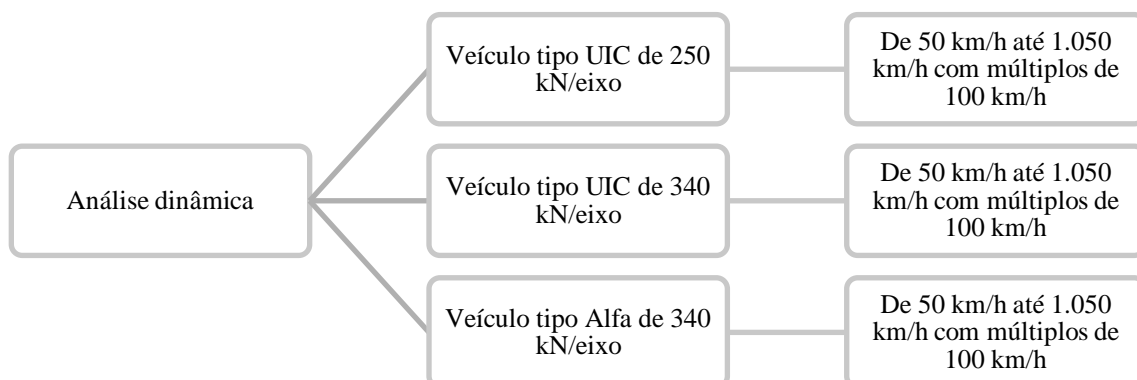 Análise dinâmica
Veículo tipo UIC de 250
kN/eixo
De 50 km/h até 1.050
km/h com múltiplos de
100 km/h
Veículo tipo UIC de 340
kN/eixo
De 50 km/h até 1.050
km/h com múltiplos de
100 km/h
Veículo tipo Alfa de 340
kN/eixo
De 50 km/h até 1.050
km/h com múltiplos de
100 km/h